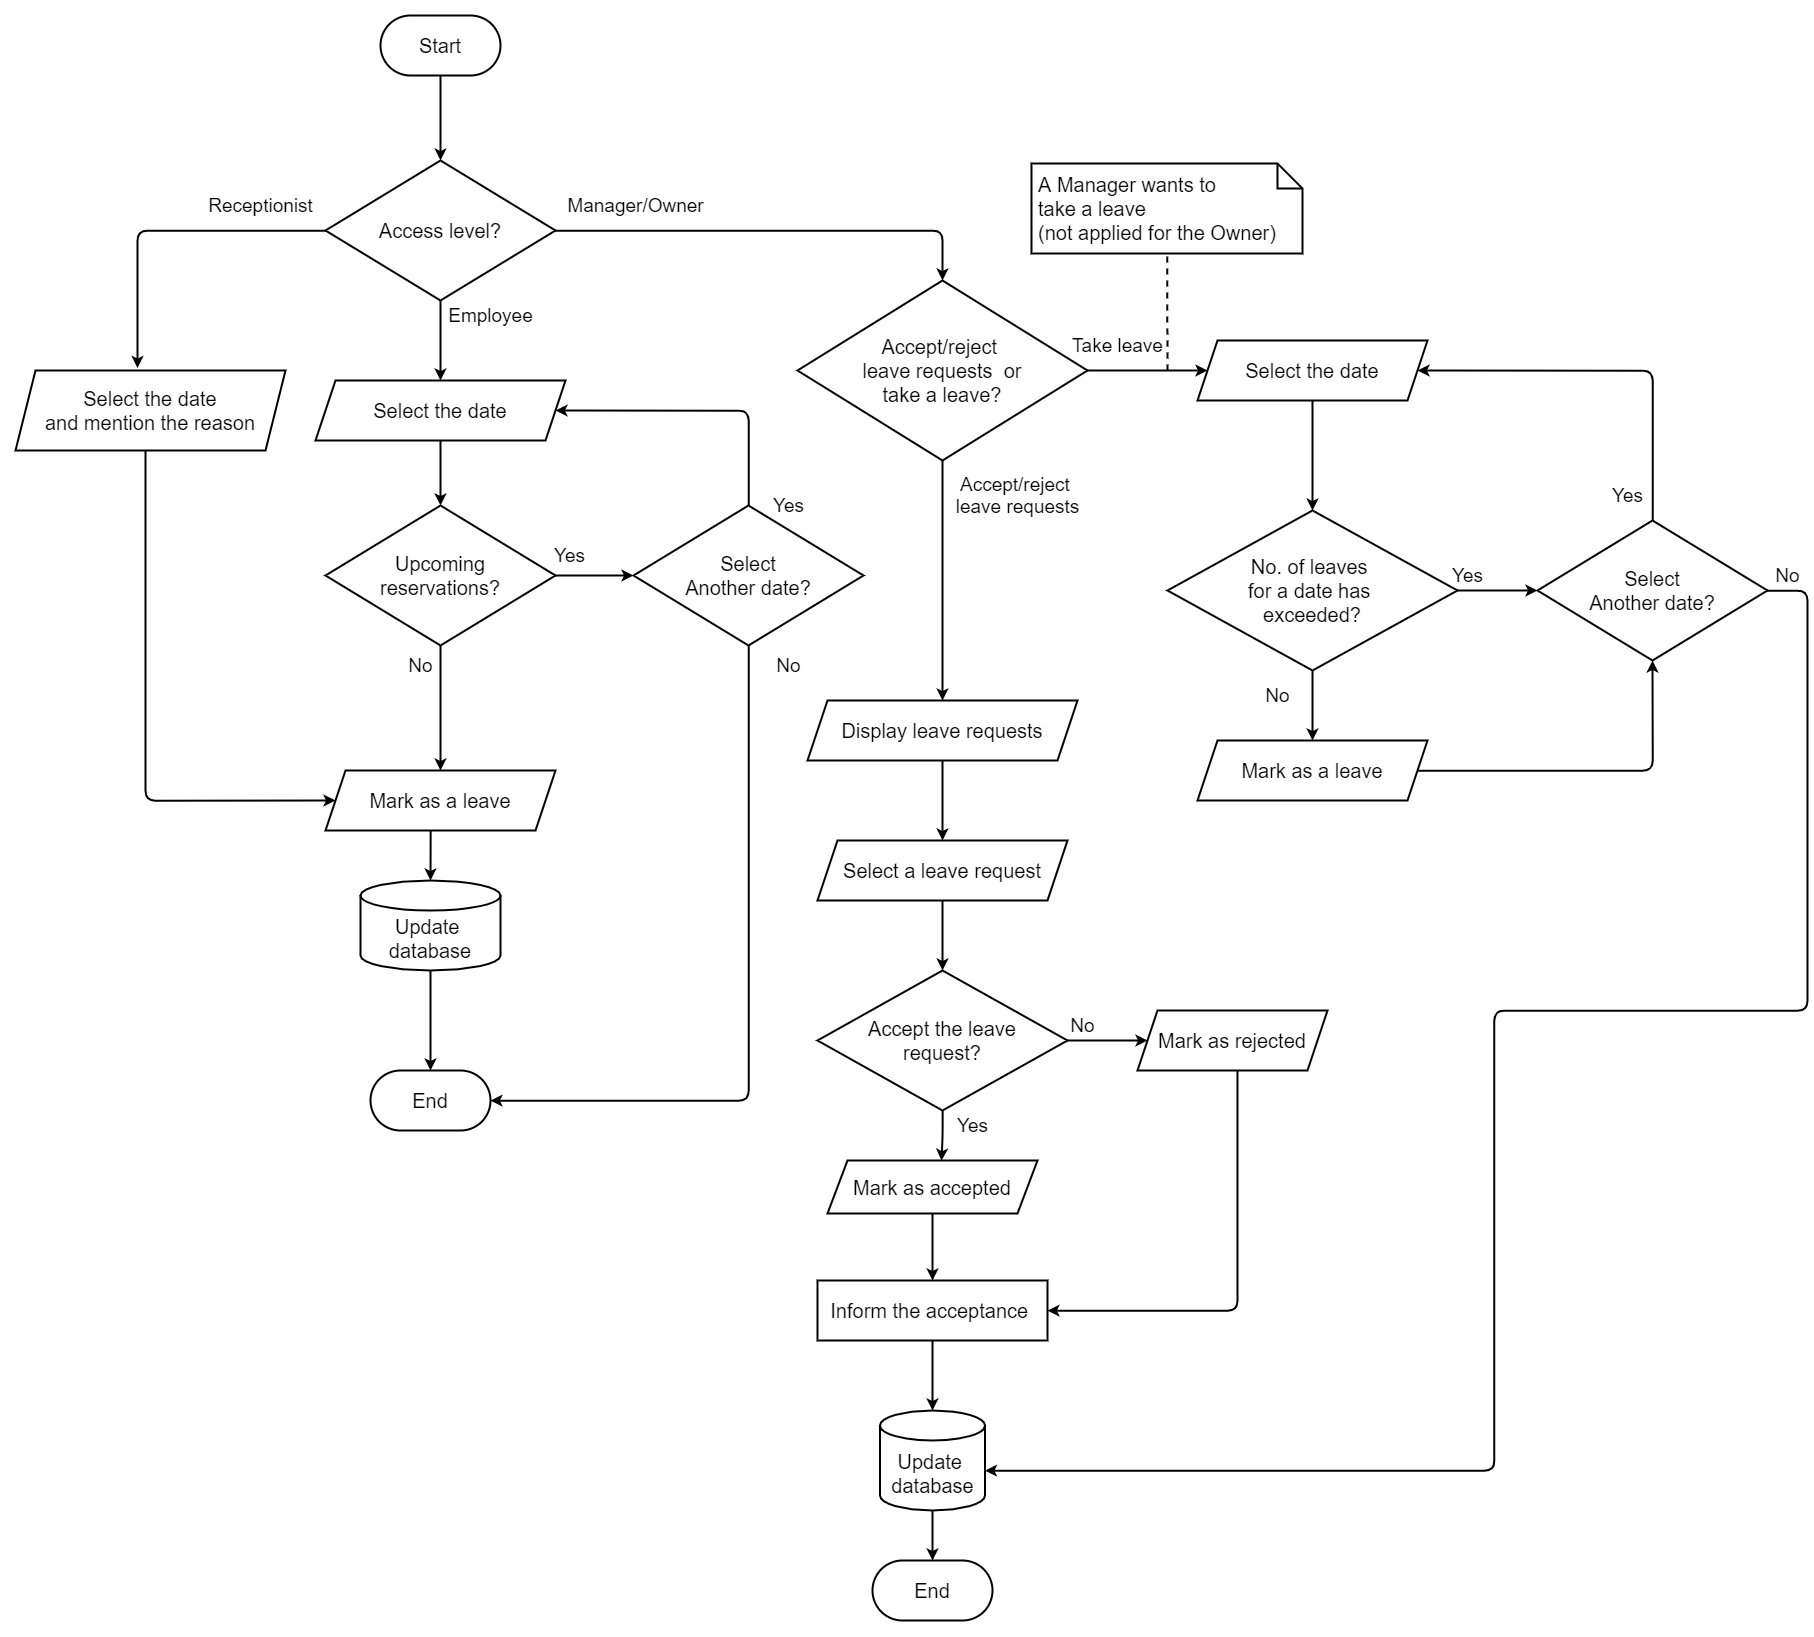 Start
Receptionist
Access level?
Manager/Owner
Employee
A Manager wants to
take a leave
(not applied for the Owner)
Select the date
and mention the reason
Select the date
Accept/reject
leave requests or
take a leave?
Take leave
Select the date
Accept/reject
leave requests
Upcoming
reservations?
Yes
Select
Another date?
Yes
No
No
No. of leaves
for a date has
exceeded?
Yes
Select
Another date?
Yes
No
No
Mark as a leave
Display leave requests
Mark as a leave
Select a leave request
Update
database
Accept the leave
request?
No
Mark as rejected
End
Yes
Mark as accepted
Inform the acceptance
Update
database
End